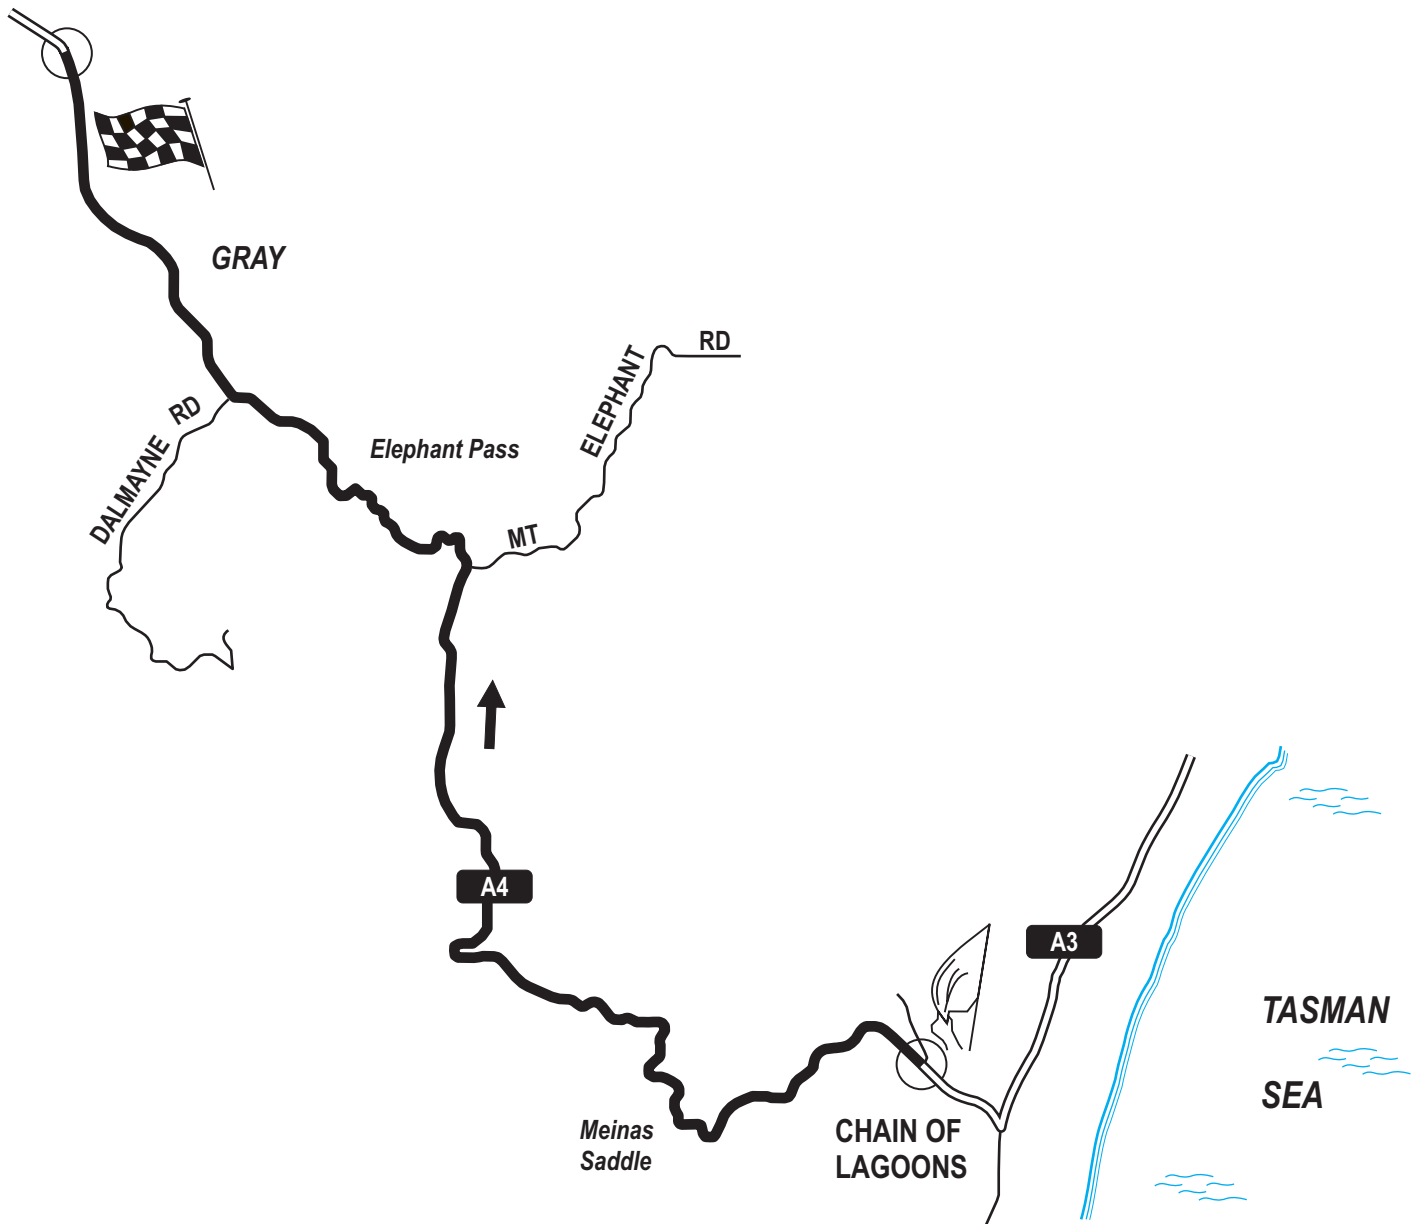 GRAY
RD
ELEPHANT
RD
DALMAYNE
Elephant Pass
MT
A4
A3
TASMAN
SEA
Meinas
Saddle
CHAIN OF
LAGOONS